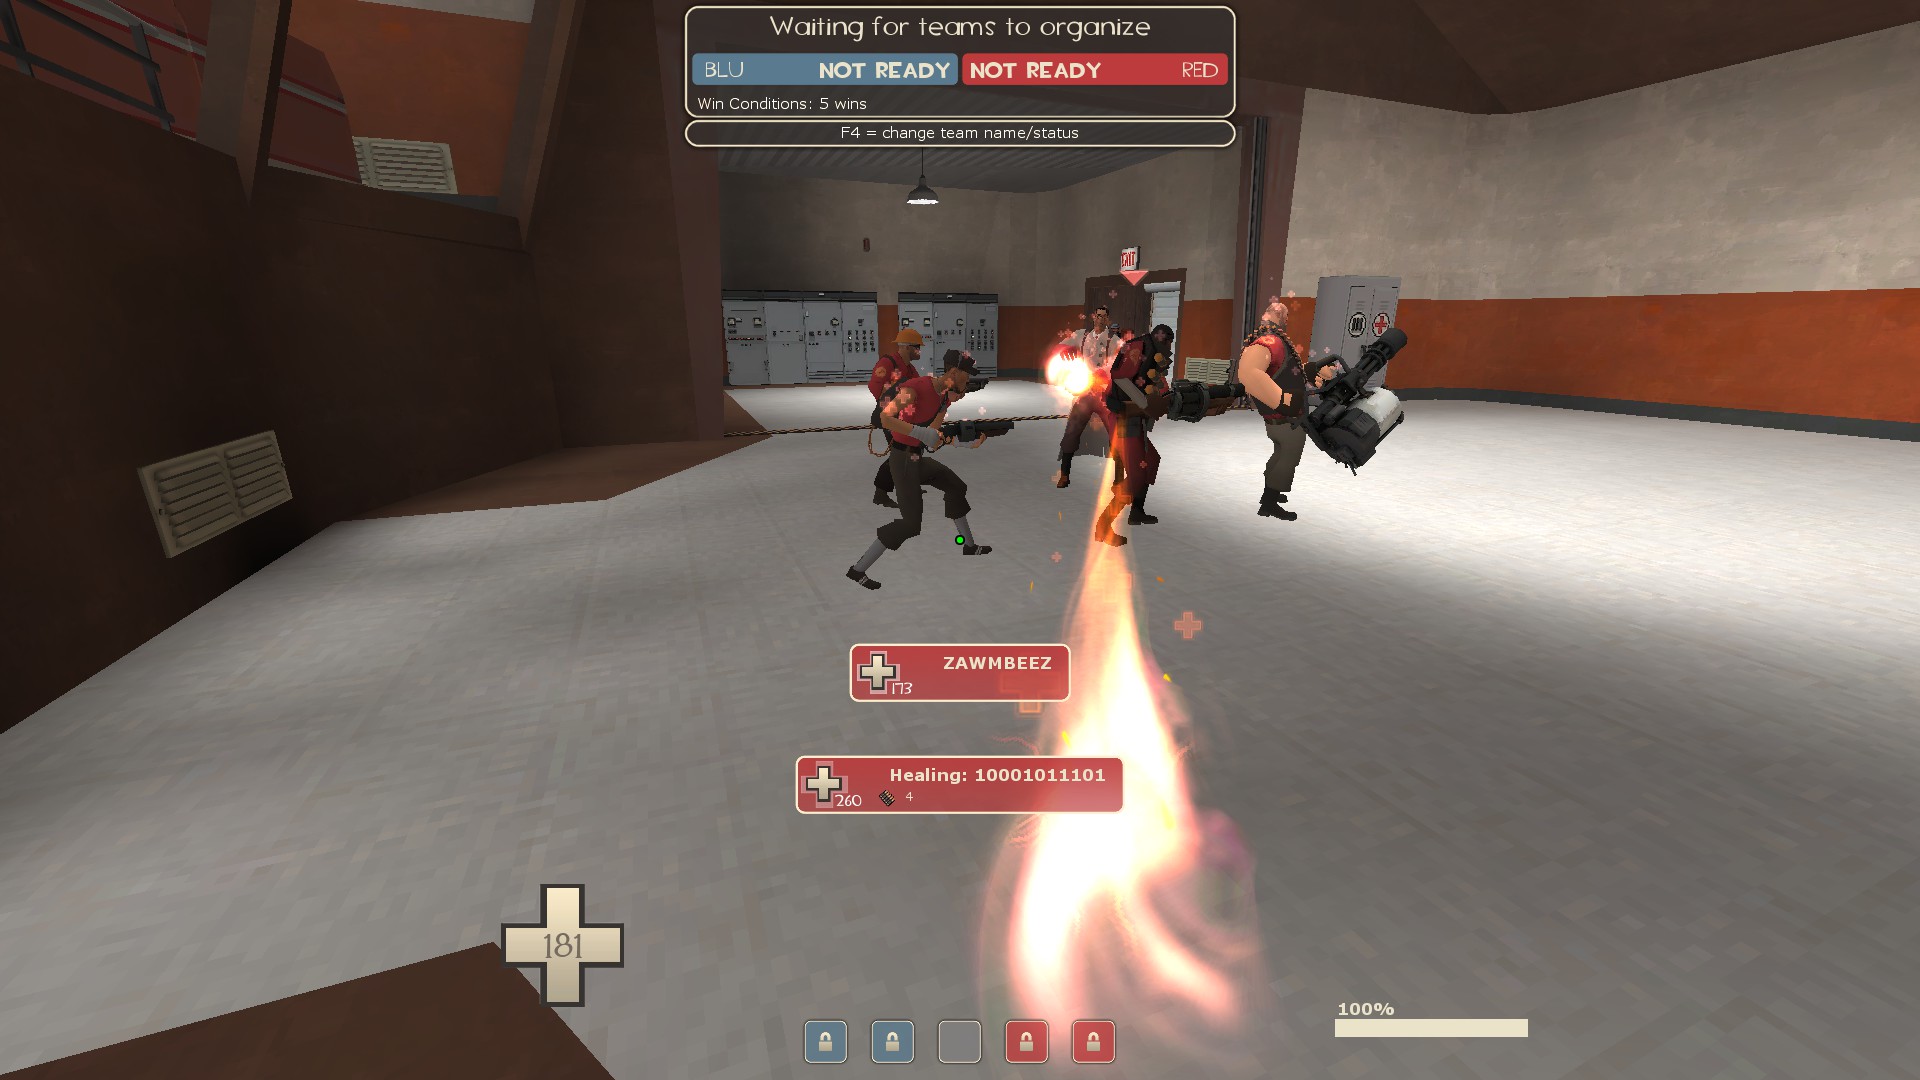 Waiting for teams to organize
BLU NOT READY NOT READY RED
Win Conditions: 5 wins
F4 = change team name/status
EXIT
ZAWMBEEZ
173
Healing: 10001011101
260 4
181
100%